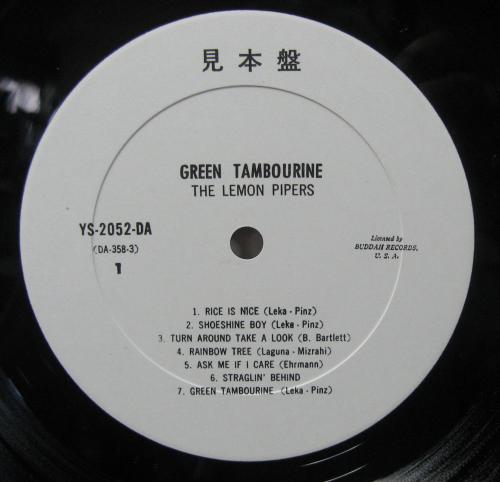 見本盤
GREEN TAMBOURINE
THE LEMON PIPERS
YS-2052-DA
(DA-358-3)
1
Licensed by
BUDDAH RECORDS,
U. S. A.
1. RICE IS NICE (Leka - Pinz)
2. SHOESHINE BOY (Leka - Pinz)
3. TURN AROUND TAKE A LOOK (B. Bartlett)
4. RAINBOW TREE (Laguna - Mizrahi)
5. ASK ME IF I CARE (Ehrmann)
6. STRAGLIN' BEHIND
7. GREEN TAMBOURINE (Leka - Pinz)